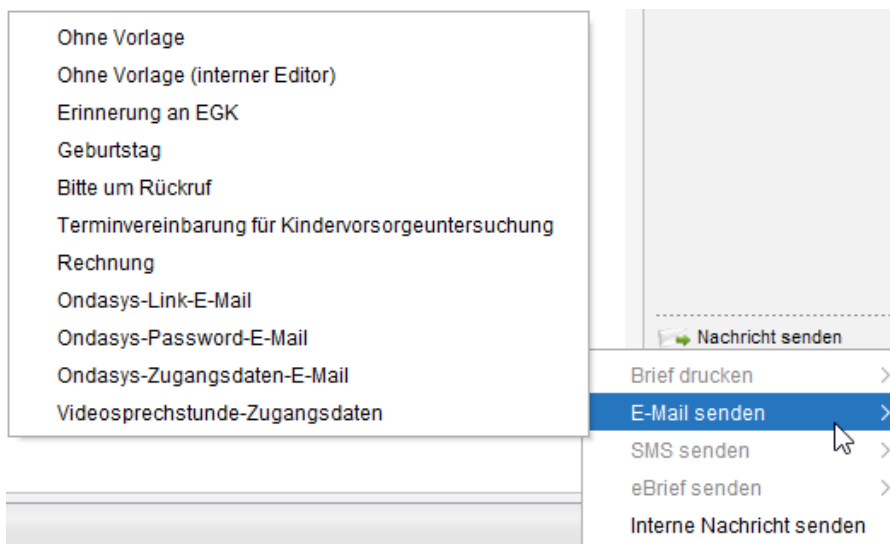 Ohne Vorlage
Ohne Vorlage (interner Editor)
Erinnerung an EGK
Geburtstag
Bitte um Rückruf
Terminvereinbarung für Kindervorsorgeuntersuchung
Rechnung
Ondasys-Link-E-Mail
Ondasys-Password-E-Mail
Ondasys-Zugangsdaten-E-Mail
Videosprechstunde-Zugangsdaten
Nachricht senden
Brief drucken
E-Mail senden
SMS senden
eBrief senden
Interne Nachricht senden